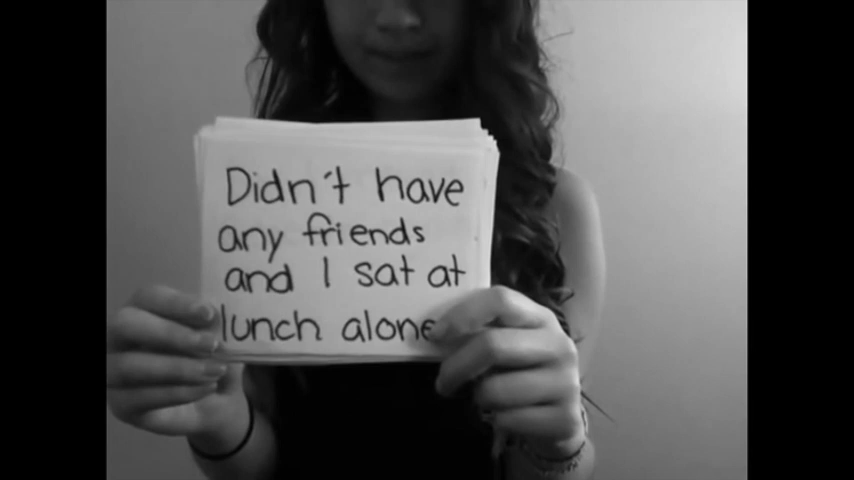 Didn't have
any friends
and I sat at
lunch alone